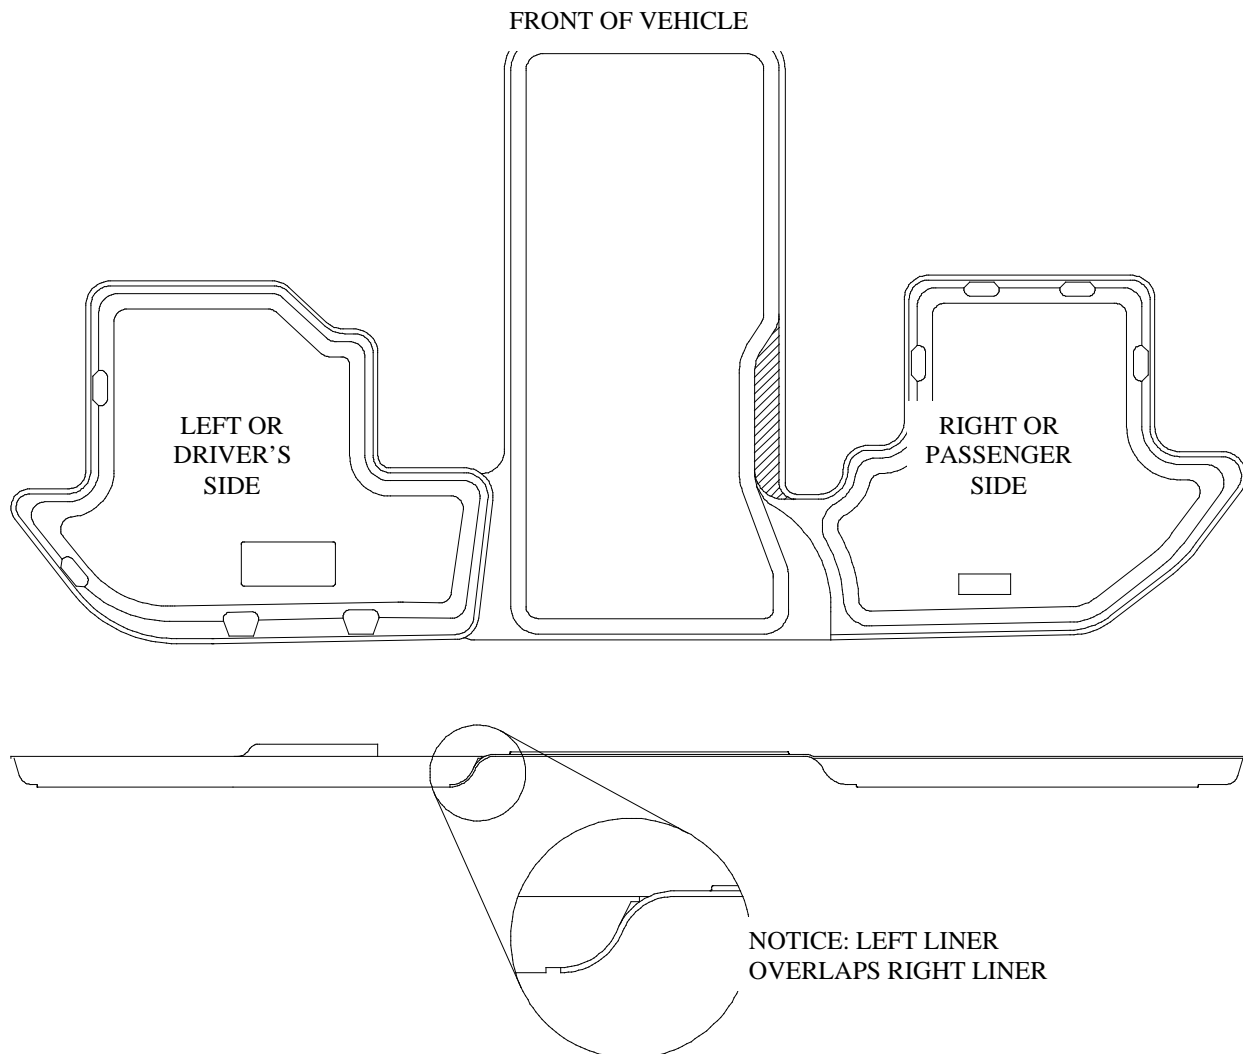 FRONT OF VEHICLE
LEFT OR
DRIVER’S
SIDE
RIGHT OR
PASSENGER
SIDE
NOTICE: LEFT LINER
OVERLAPS RIGHT LINER